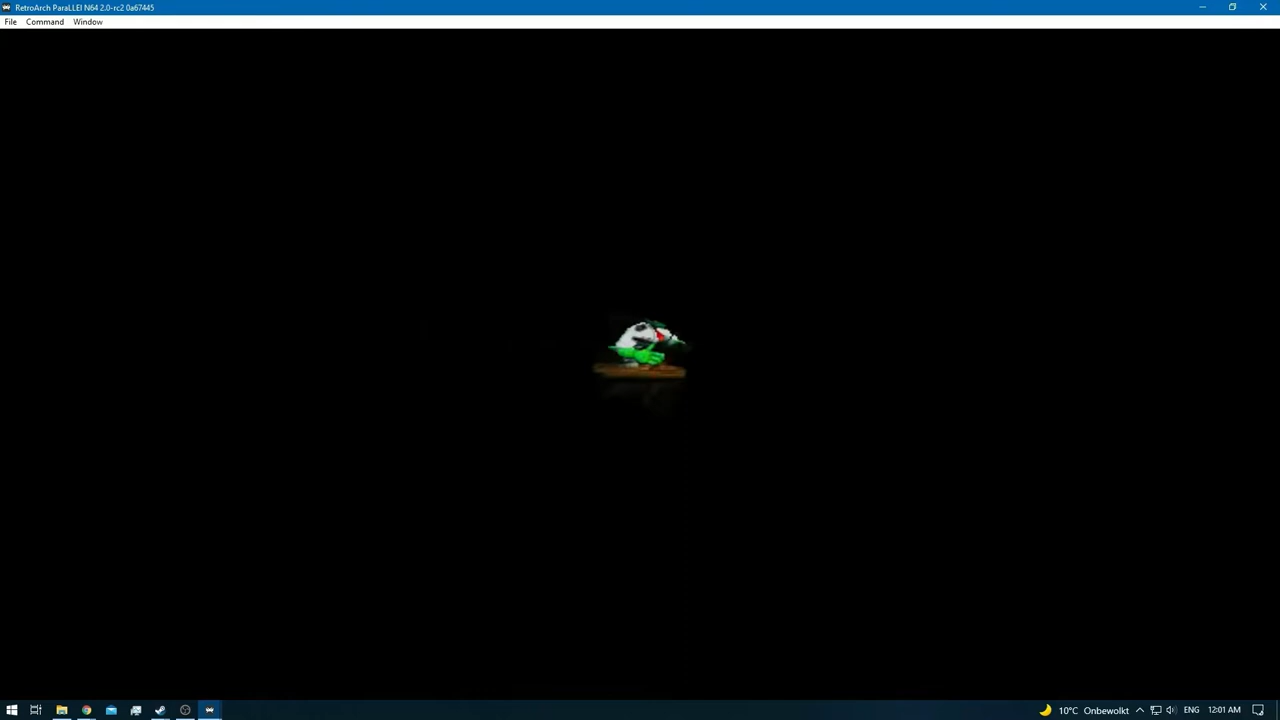 RetroArch ParaLLEl N64 2.0-rc2 0a67445
File Command Window
10°C Onbewolkt ENG 12:01 AM